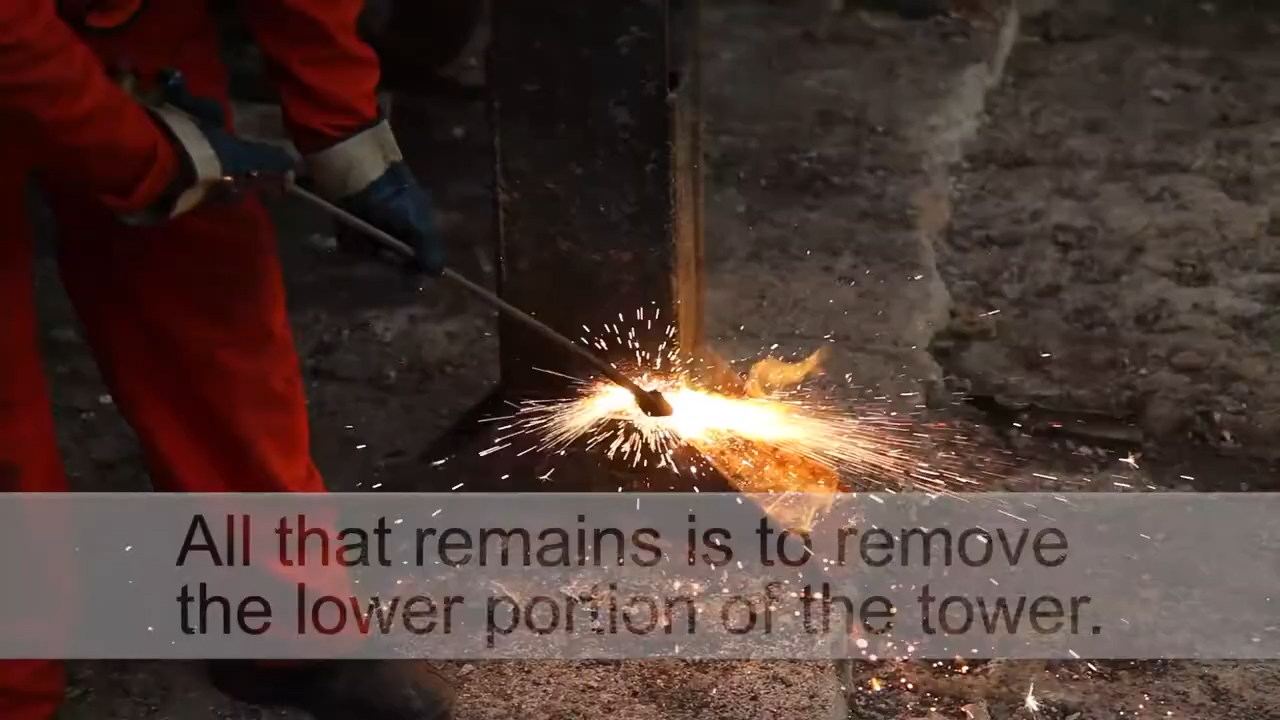 All that remains is to remove
the lower portion of the tower.